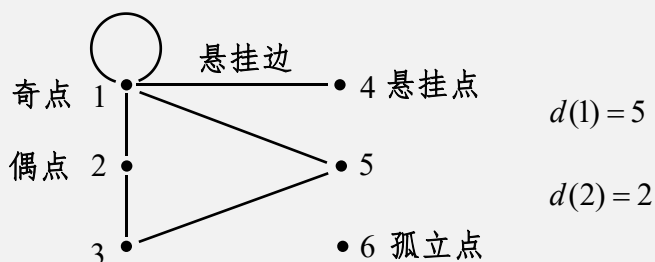 悬挂边
奇点 1
4 悬挂点
d(1) = 5
偶点 2
5
d(2) = 2
3
6 孤立点